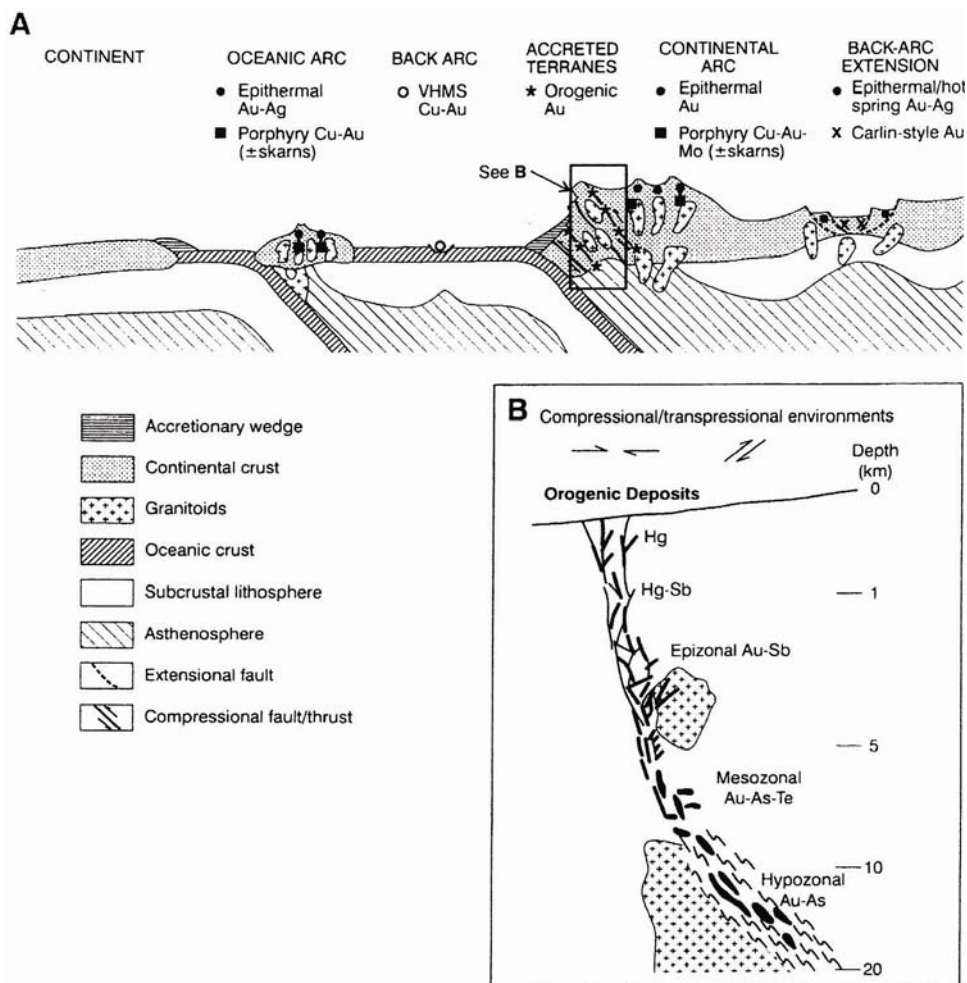 A
CONTINENT
OCEANIC ARC
Epithermal
Au-Ag
Porphyry Cu-Au
(±skarns)
BACK ARC
VHMS
Cu-Au
ACCRETED
TERRANES
Orogenic
Au
CONTINENTAL
ARC
Epithermal
Au
Porphyry Cu-Au-
Mo (±skarns)
BACK-ARC
EXTENSION
Epithermal/hot
spring Au-Ag
Carlin-style Au
See B
Accretionary wedge
Continental crust
Granitoids
Oceanic crust
Subcrustal lithosphere
Asthenosphere
Extensional fault
Compressional fault/thrust
B
Compressional/transpressional environments
Depth
(km)
Orogenic Deposits
0
Hg
Hg-Sb
1
Epizonal Au-Sb
5
Mesozonal
Au-As-Te
10
Hypozonal
Au-As
20